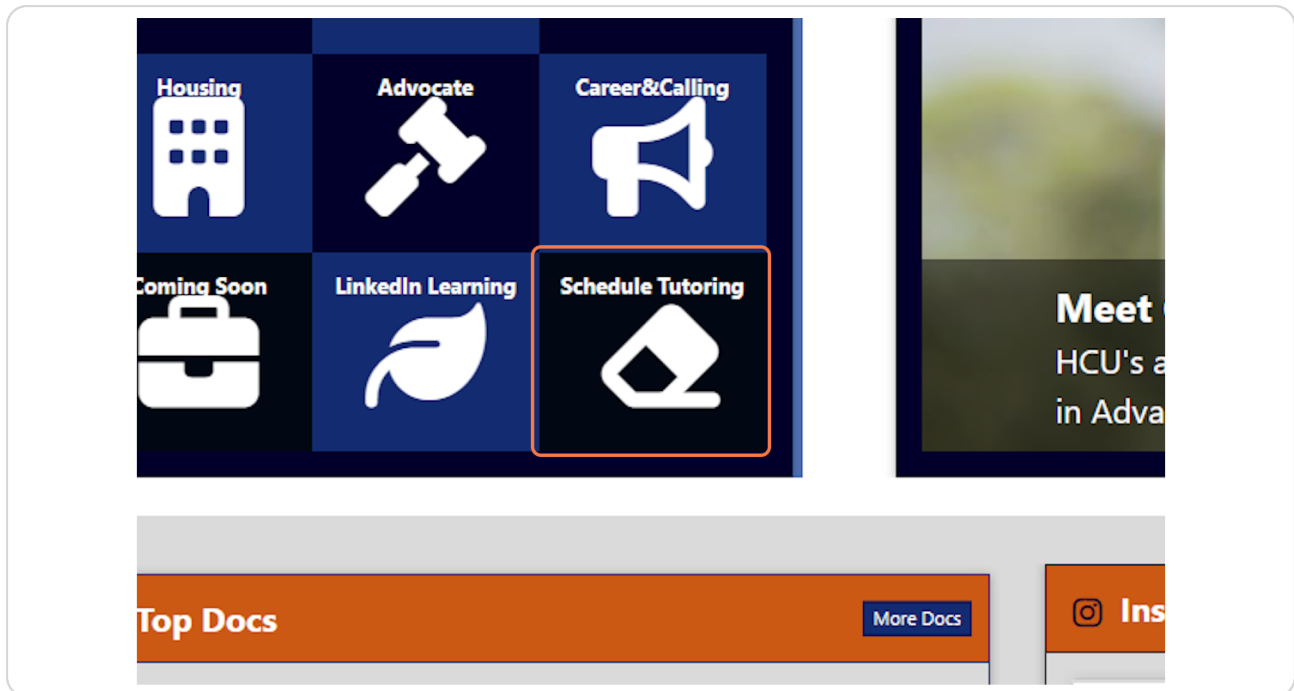 Housing
Advocate
Career&Calling
Coming Soon
LinkedIn Learning
Schedule Tutoring
Meet
HCU's a
in Adva
Top Docs
More Docs
Ins